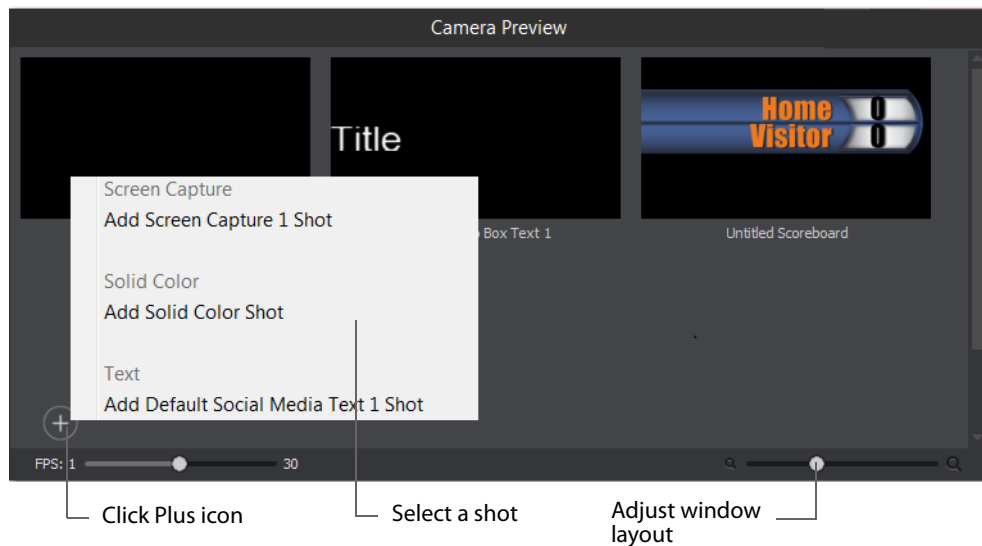 Camera Preview
Title
Home 0
Visitor 0
Box Text 1
Untitled Scoreboard
Screen Capture
Add Screen Capture 1 Shot
Solid Color
Add Solid Color Shot
Text
Add Default Social Media Text 1 Shot
FPS: 1
30
Click Plus icon
Select a shot
Adjust window
layout